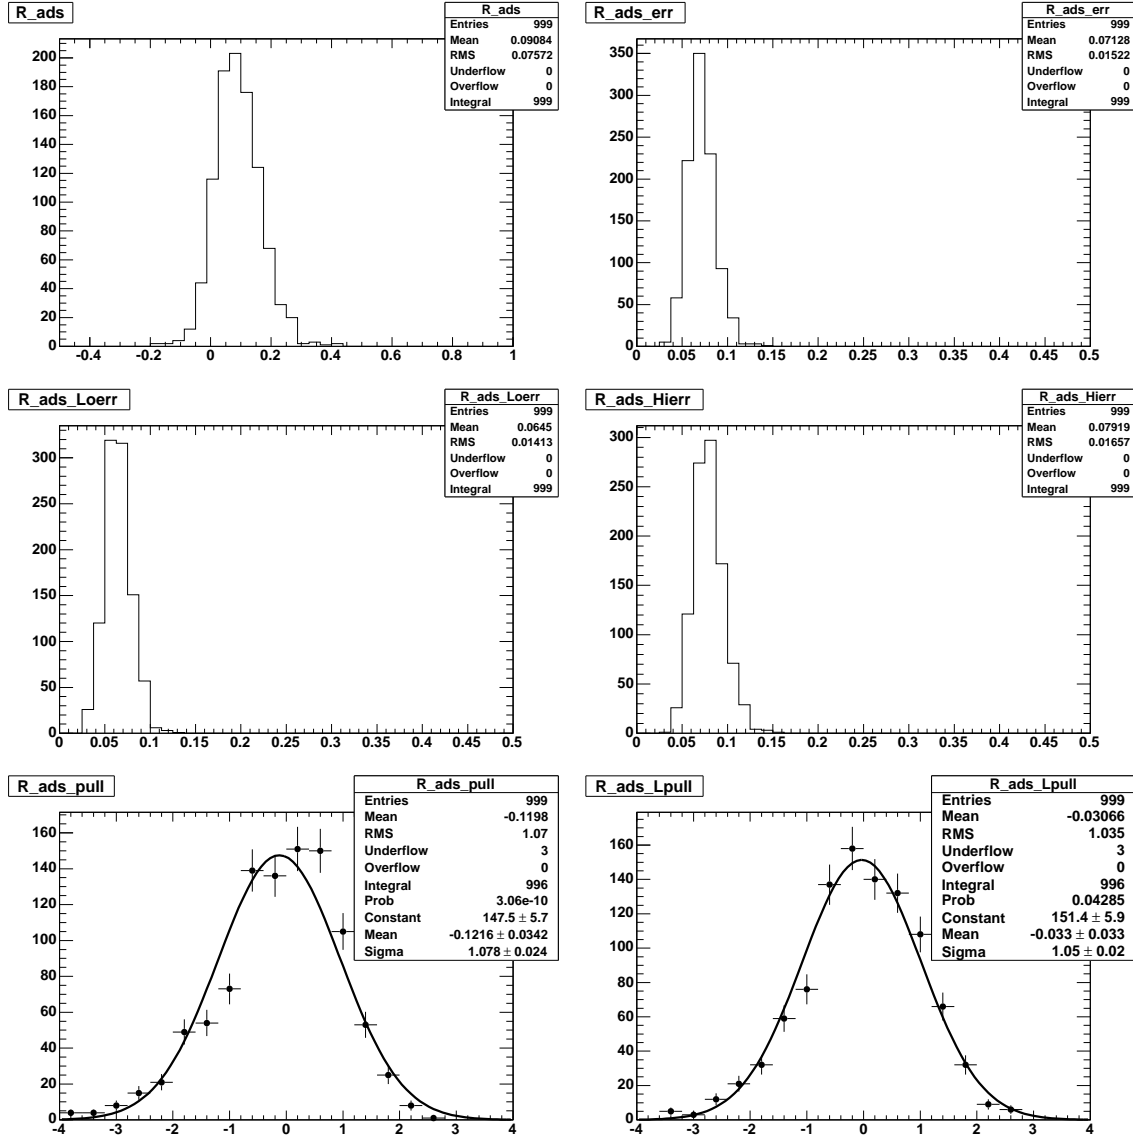 R_ads
R_ads
Entries 999
Mean 0.09084
RMS 0.07572
Underflow 0
Overflow 0
Integral 999
200
180
160
140
120
100
80
60
40
20
0
-0.4 -0.2 0 0.2 0.4 0.6 0.8 1
R_ads_err
R_ads_err
Entries 999
Mean 0.07128
RMS 0.01522
Underflow 0
Overflow 0
Integral 999
350
300
250
200
150
100
50
0
0 0.05 0.1 0.15 0.2 0.25 0.3 0.35 0.4 0.45 0.5
R_ads_Loerr
R_ads_Loerr
Entries 999
Mean 0.0645
RMS 0.01413
Underflow 0
Overflow 0
Integral 999
300
250
200
150
100
50
0
0 0.05 0.1 0.15 0.2 0.25 0.3 0.35 0.4 0.45 0.5
R_ads_Hierr
R_ads_Hierr
Entries 999
Mean 0.07919
RMS 0.01657
Underflow 0
Overflow 0
Integral 999
300
250
200
150
100
50
0
0 0.05 0.1 0.15 0.2 0.25 0.3 0.35 0.4 0.45 0.5
R_ads_pull
R_ads_pull
Entries 999
Mean -0.1198
RMS 1.07
Underflow 3
Overflow 0
Integral 996
Prob 3.06e-10
Constant 147.5 ± 5.7
Mean -0.1216 ± 0.0342
Sigma 1.078 ± 0.024
160
140
120
100
80
60
40
20
0
-4 -3 -2 -1 0 1 2 3 4
R_ads_Lpull
R_ads_Lpull
Entries 999
Mean -0.03066
RMS 1.035
Underflow 3
Overflow 0
Integral 996
Prob 0.04285
Constant 151.4 ± 5.9
Mean -0.033 ± 0.033
Sigma 1.05 ± 0.02
160
140
120
100
80
60
40
20
0
-4 -3 -2 -1 0 1 2 3 4